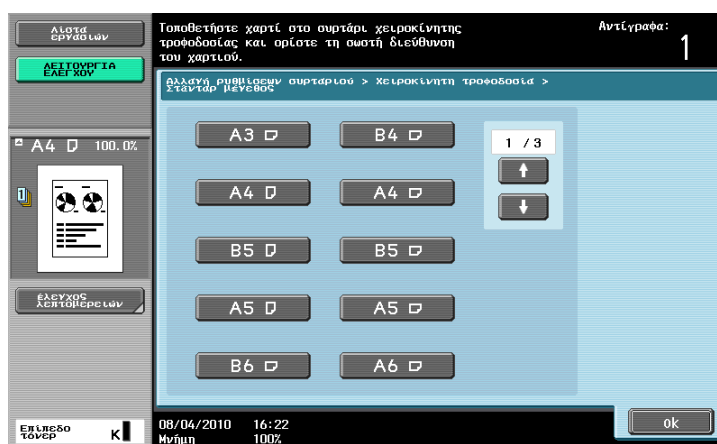 Λίστα
εργασιών
Τοποθετήστε χαρτί στο συρτάρι χειροκίνητης
τροφοδοσίας και ορίστε τη σωστή διεύθυνση
του χαρτιού.
Αντίγραφα:
1
ΛΕΙΤΟΥΡΓΙΑ
ΕΛΕΓΧΟΥ
Αλλαγή ρυθμίσεων συρταριού > Χειροκίνητη τροφοδοσία >
Στάνταρ μέγεθος
A4 100.0%
1
A3 B4
A4 A4
B5 B5
A5 A5
B6 A6
1 / 3
έλεγχος
λεπτομερειών
Επίπεδο
τόνερ
K
08/04/2010 16:22
Μνήμη 100%
ok